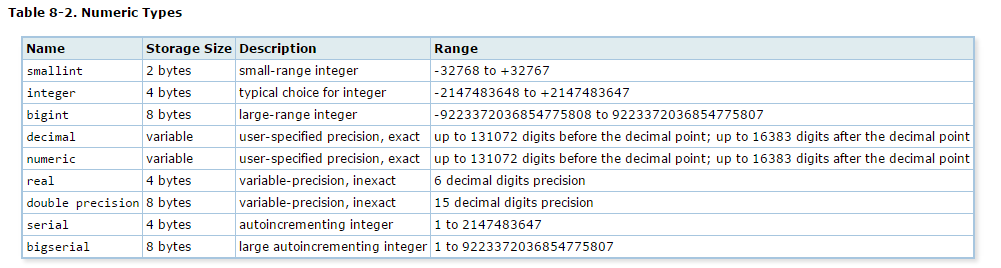 Table 8-2. Numeric Types
Name Storage Size Description Range
smallint 2 bytes small-range integer -32768 to +32767
integer 4 bytes typical choice for integer -2147483648 to +2147483647
bigint 8 bytes large-range integer -9223372036854775808 to 9223372036854775807
decimal variable user-specified precision, exact up to 131072 digits before the decimal point; up to 16383 digits after the decimal point
numeric variable user-specified precision, exact up to 131072 digits before the decimal point; up to 16383 digits after the decimal point
real 4 bytes variable-precision, inexact 6 decimal digits precision
double precision 8 bytes variable-precision, inexact 15 decimal digits precision
serial 4 bytes autoincrementing integer 1 to 2147483647
bigserial 8 bytes large autoincrementing integer 1 to 9223372036854775807